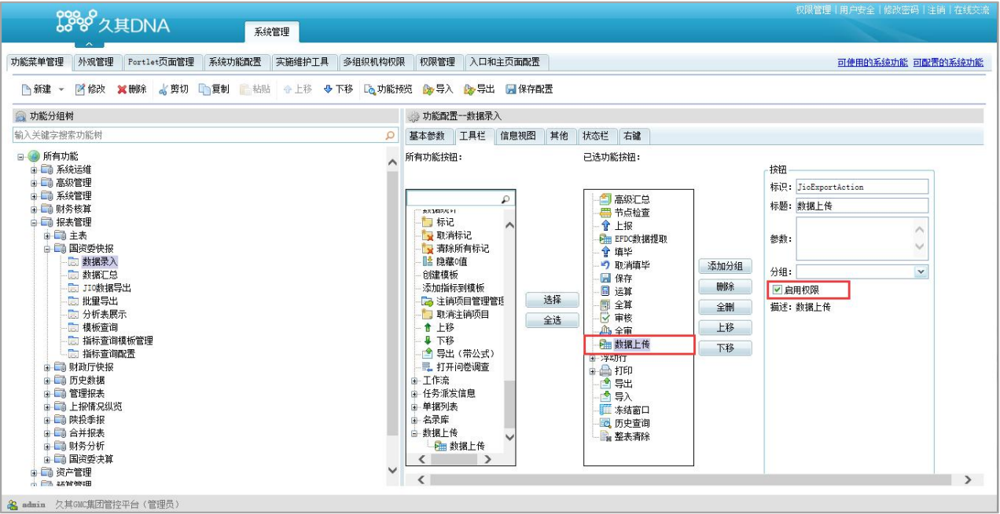 权限管理 | 用户安全 | 修改密码 | 注销 | 在线交流
久其DNA
系统管理
功能菜单管理 外观管理 Portlet页面管理 系统功能配置 实施维护工具 多组织机构权限 权限管理 入口和主页面配置 可使用的系统功能 可配置的系统功能
新建 修改 删除 剪切 复制 粘贴 上移 下移 功能预览 导入 导出 保存配置
功能分组树
输入关键字搜索功能树
所有功能
系统运维
高级管理
系统管理
财务核算
报表管理
主表
国资委快报
数据录入
数据汇总
JIO数据导出
批量导出
分析表展示
模板查询
指标查询模板管理
指标查询配置
财政厅快报
历史数据
管理报表
上报情况纵览
陕投季报
合并报表
财务分析
国资委决算
资产管理
预算管理
功能配置--数据录入
基本参数 工具栏 信息视图 其他 状态栏 右键
所有功能按钮:
数据统计
标记
取消标记
清除所有标记
隐藏0值
创建模板
添加指标到模板
注销项目管理管理
取消注销项目
上移
下移
导出(带公式)
打开问卷调查
工作流
任务派发信息
单据列表
名录库
数据上传
数据上传
选择
全选
已选功能按钮:
高级汇总
节点检查
上报
EFDC数据提取
填毕
取消填毕
保存
运算
全算
审核
全审
数据上传
浮动行
打印
导出
导入
冻结窗口
历史查询
整表清除
添加分组
删除
全删
上移
下移
按钮
标识: JioExportAction
标题: 数据上传
参数:
分组:
启用权限
描述: 数据上传
admin 久其GMC集团管控平台(管理员)